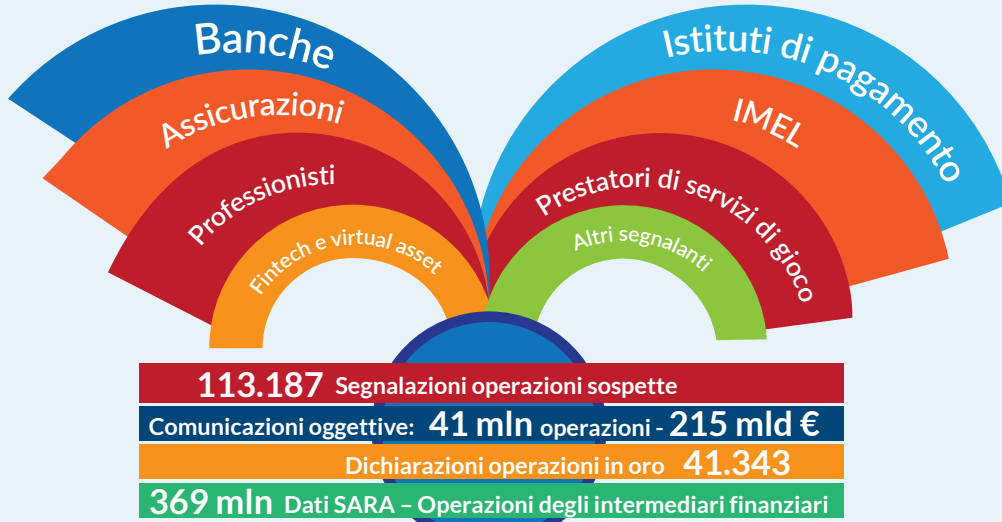 Banche
Assicurazioni
Professionisti
Fintech e virtual asset
Istituti di pagamento
IMEL
Prestatori di servizi di gioco
Altri segnalanti
113.187 Segnalazioni operazioni sospette
Comunicazioni oggettive: 41 mln operazioni - 215 mld €
Dichiarazioni operazioni in oro 41.343
369 mln Dati SARA – Operazioni degli intermediari finanziari